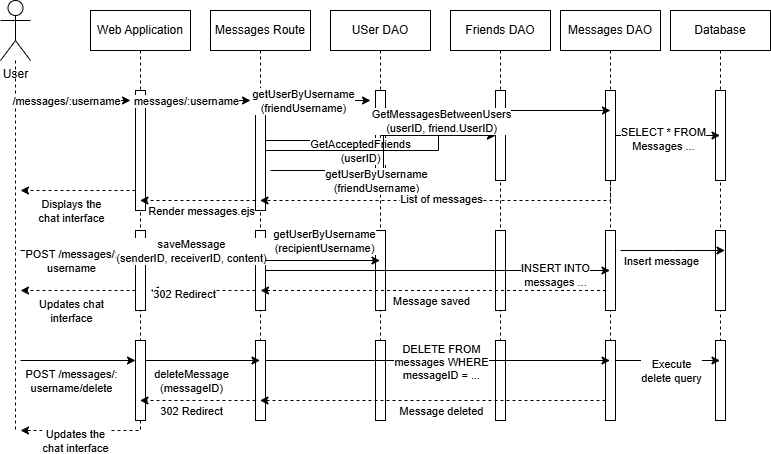 Web Application
Messages Route
USer DAO
Friends DAO
Messages DAO
Database
User
/messages/:username
messages/:username
getUserByUsername
(friendUsername)
GetMessagesBetweenUsers
(userID, friend.UserID)
SELECT * FROM
Messages ...
GetAcceptedFriends
(userID)
getUserByUsername
(friendUsername)
Displays the
chat interface
Render messages.ejs
List of messages
POST /messages/:
username
saveMessage
(senderID, receiverID, content)
getUserByUsername
(recipientUsername)
INSERT INTO
messages ...
Insert message
Updates chat
interface
302 Redirect
Message saved
POST /messages/:
username/delete
deleteMessage
(messageID)
DELETE FROM
messages WHERE
messageID = ...
Execute
delete query
302 Redirect
Message deleted
Updates the
chat interface